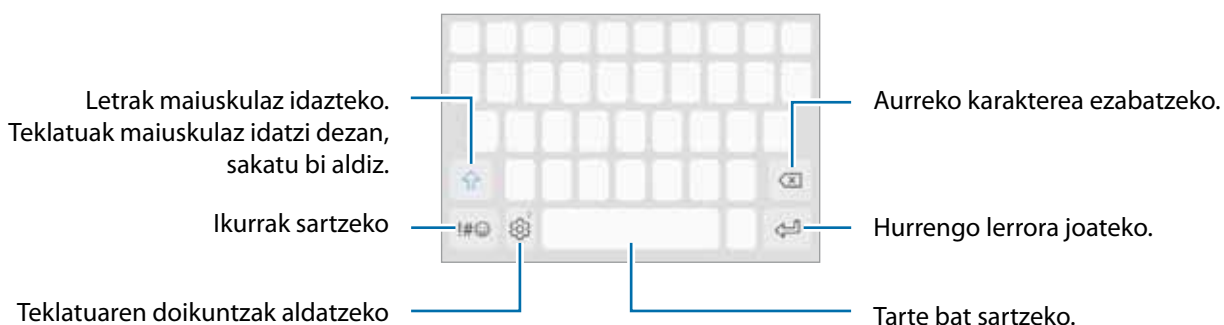 Letrak maiuskulaz idazteko.
Teklatuak maiuskulaz idatzi dezan,
sakatu bi aldiz.
Ikurrak sartzeko
Teklatuaren doikuntzak aldatzeko
!#☺
Aurreko karakterea ezabatzeko.
Hurrengo lerrora joateko.
Tarte bat sartzeko.